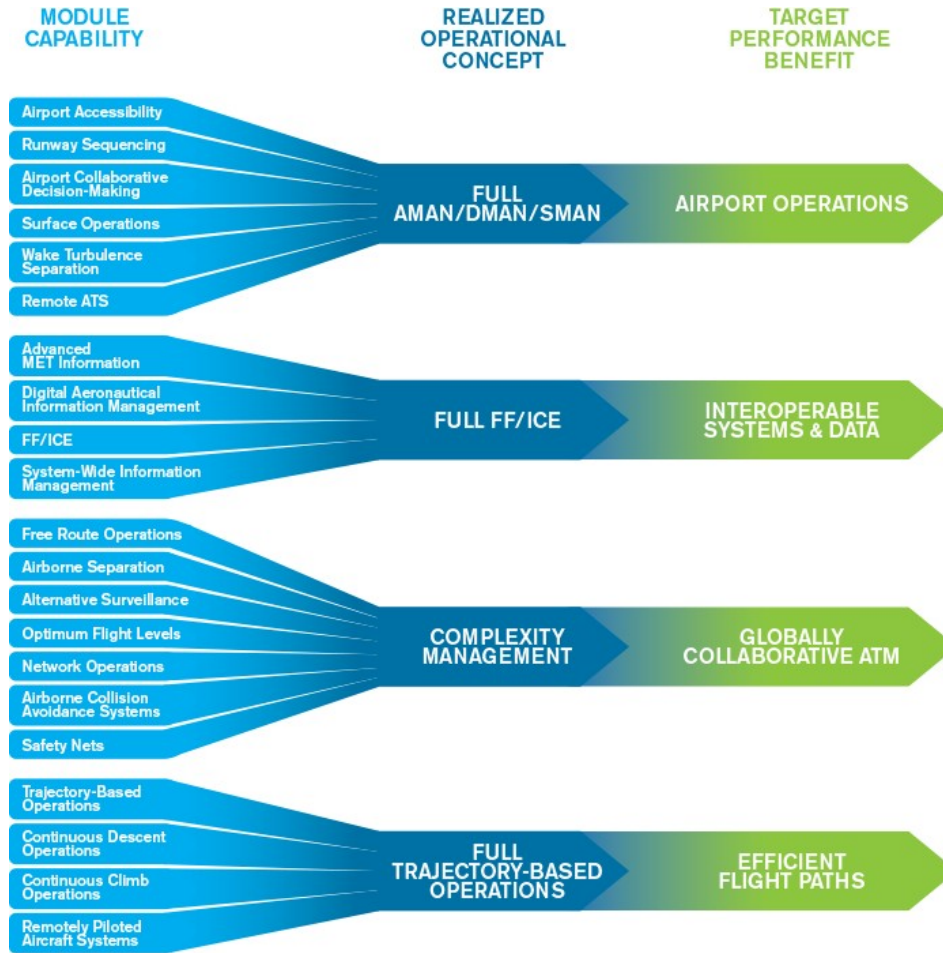 MODULE
CAPABILITY
REALIZED
OPERATIONAL
CONCEPT
TARGET
PERFORMANCE
BENEFIT
Airport Accessibility
Runway Sequencing
Airport Collaborative
Decision-Making
Surface Operations
Wake Turbulence
Separation
Remote ATS
FULL
AMAN/DMAN/SMAN
AIRPORT OPERATIONS
Advanced
MET Information
Digital Aeronautical
Information Management
FF/ICE
System-Wide Information
Management
FULL FF/ICE
INTEROPERABLE
SYSTEMS & DATA
Free Route Operations
Airborne Separation
Alternative Surveillance
Optimum Flight Levels
Network Operations
Airborne Collision
Avoidance Systems
Safety Nets
COMPLEXITY
MANAGEMENT
GLOBALLY
COLLABORATIVE ATM
Trajectory-Based
Operations
Continuous Descent
Operations
Continuous Climb
Operations
Remotely Piloted
Aircraft Systems
FULL
TRAJECTORY-BASED
OPERATIONS
EFFICIENT
FLIGHT PATHS